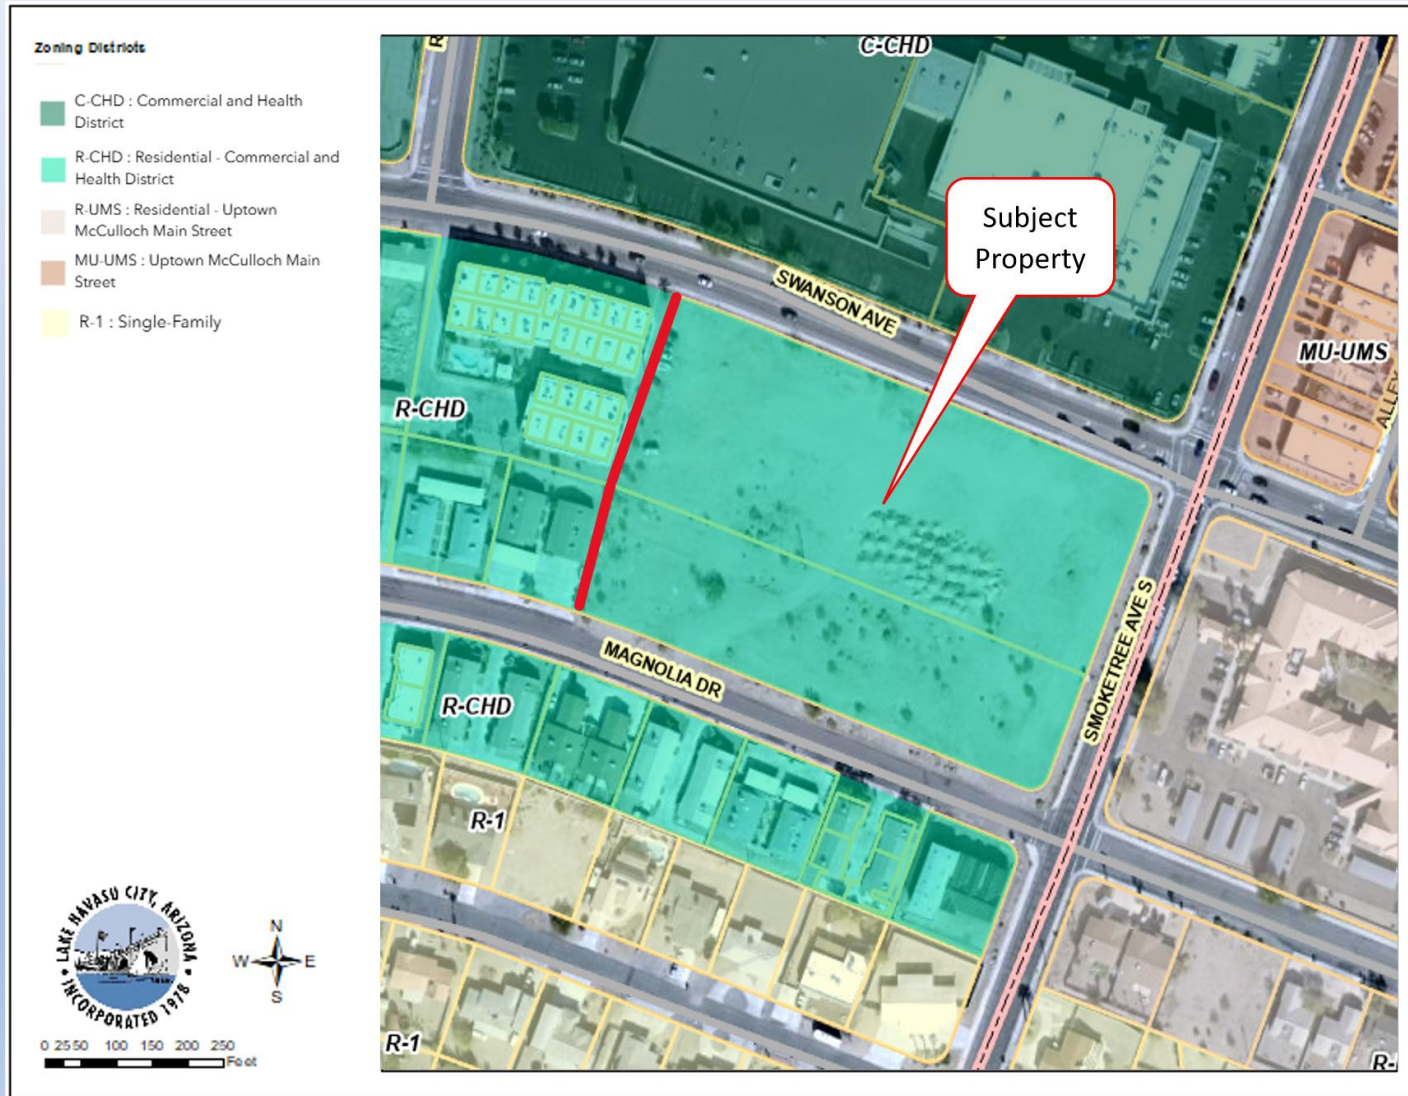 Zoning Districts
C-CHD : Commercial and Health
District
R-CHD : Residential - Commercial and
Health District
R-UMS : Residential - Uptown
McCulloch Main Street
MU-UMS : Uptown McCulloch Main
Street
R-1 : Single-Family
LAKE HAVASU CITY, ARIZONA
INCORPORATED 1978
N
W E
S
0 25 50 100 150 200 250
Feet
R
C-CHD
Subject
Property
SWANSON AVE
MU-UMS
ALLEY
R-CHD
SMOKETREE AVE S
MAGNOLIA DR
R-CHD
R-1
R-1
R-